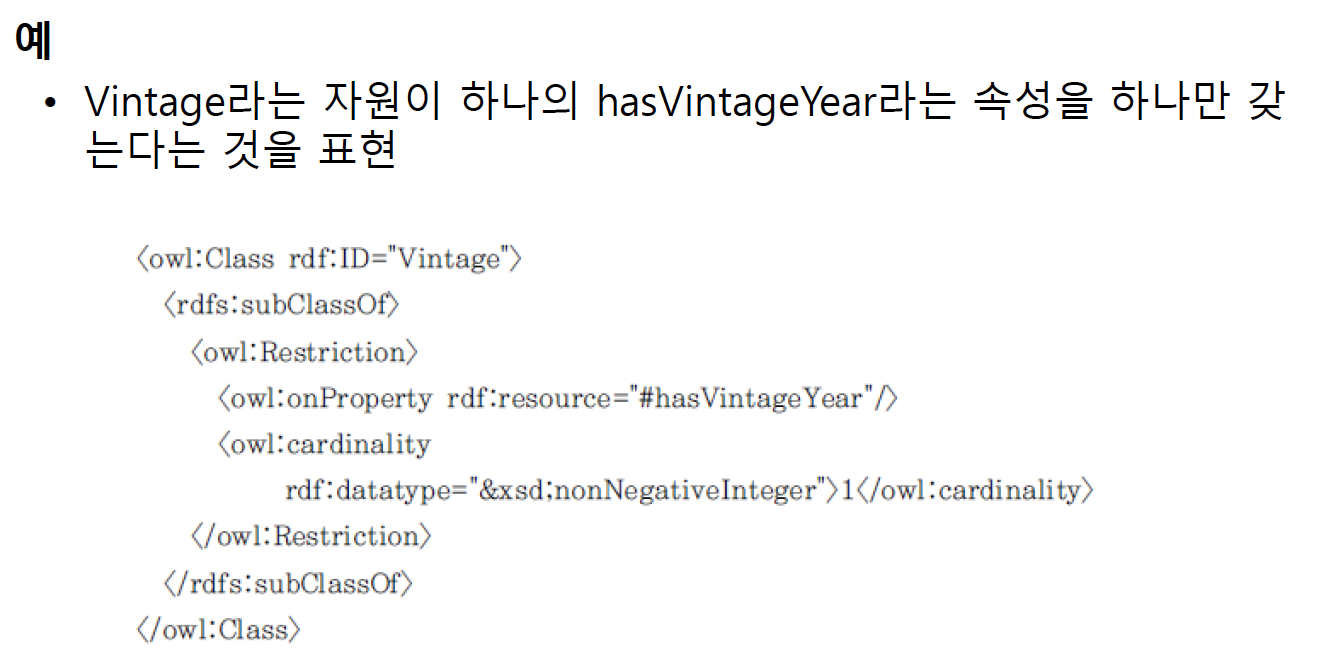 예
• Vintage라는 자원이 하나의 hasVintageYear라는 속성을 하나만 갖
는다는 것을 표현
〈owl:Class rdf:ID="Vintage"〉
〈rdfs:subClassOf〉
〈owl:Restriction〉
〈owl:onProperty rdf:resource="#hasVintageYear"/〉
〈owl:cardinality
rdf:datatype="&xsd;nonNegativeInteger"〉1〈/owl:cardinality〉
〈/owl:Restriction〉
〈/rdfs:subClassOf〉
〈/owl:Class〉